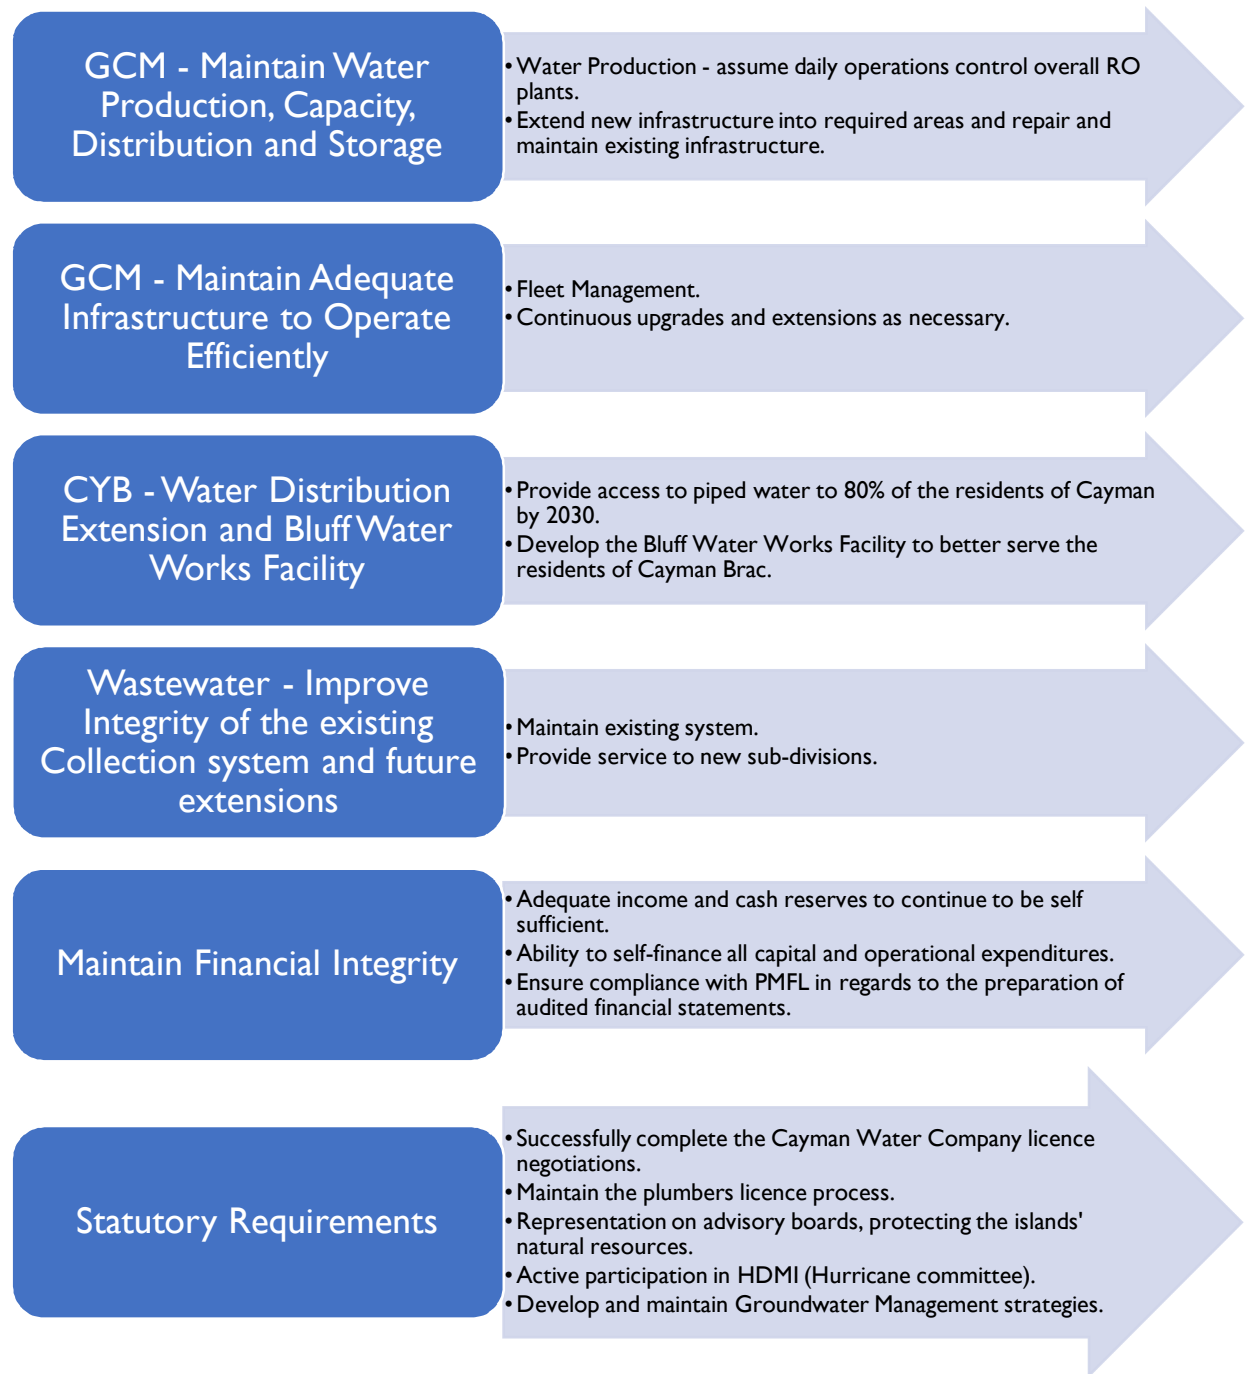 GCM - Maintain Water
Production, Capacity,
Distribution and Storage
• Water Production - assume daily operations control overall RO
plants.
• Extend new infrastructure into required areas and repair and
maintain existing infrastructure.
GCM - Maintain Adequate
Infrastructure to Operate
Efficiently
• Fleet Management.
• Continuous upgrades and extensions as necessary.
CYB - Water Distribution
Extension and Bluff Water
Works Facility
• Provide access to piped water to 80% of the residents of Cayman
by 2030.
• Develop the Bluff Water Works Facility to better serve the
residents of Cayman Brac.
Wastewater - Improve
Integrity of the existing
Collection system and future
extensions
• Maintain existing system.
• Provide service to new sub-divisions.
Maintain Financial Integrity
• Adequate income and cash reserves to continue to be self
sufficient.
• Ability to self-finance all capital and operational expenditures.
• Ensure compliance with PMFL in regards to the preparation of
audited financial statements.
Statutory Requirements
• Successfully complete the Cayman Water Company licence
negotiations.
• Maintain the plumbers licence process.
• Representation on advisory boards, protecting the islands'
natural resources.
• Active participation in HDMI (Hurricane committee).
• Develop and maintain Groundwater Management strategies.